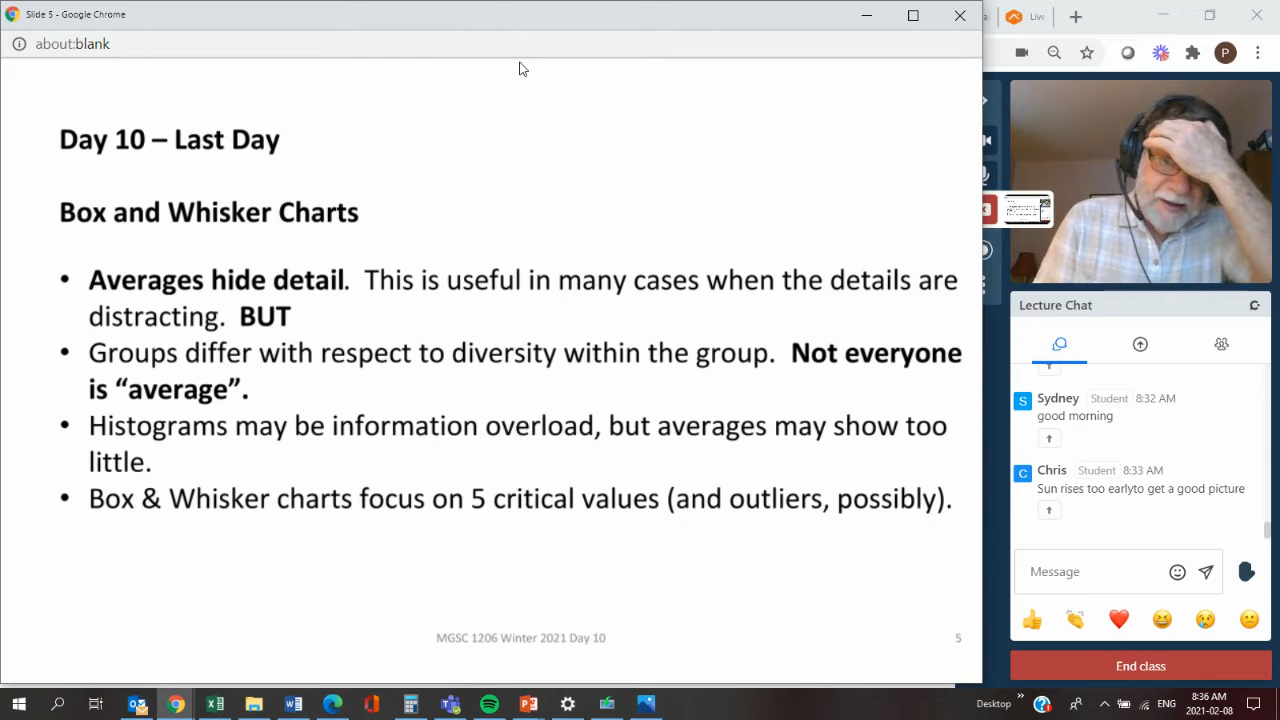 Slide 5 - Google Chrome
Live
about:blank
P
Day 10 – Last Day
Box and Whisker Charts
• Averages hide detail. This is useful in many cases when the details are
distracting. BUT
• Groups differ with respect to diversity within the group. Not everyone
is “average”.
• Histograms may be information overload, but averages may show too
little.
• Box & Whisker charts focus on 5 critical values (and outliers, possibly).
MGSC 1206 Winter 2021 Day 10
5
Lecture Chat
S
Sydney Student 8:32 AM
good morning
C
Chris Student 8:33 AM
Sun rises too earlyto get a good picture
Message
End class
Desktop
ENG
8:36 AM
2021-02-08